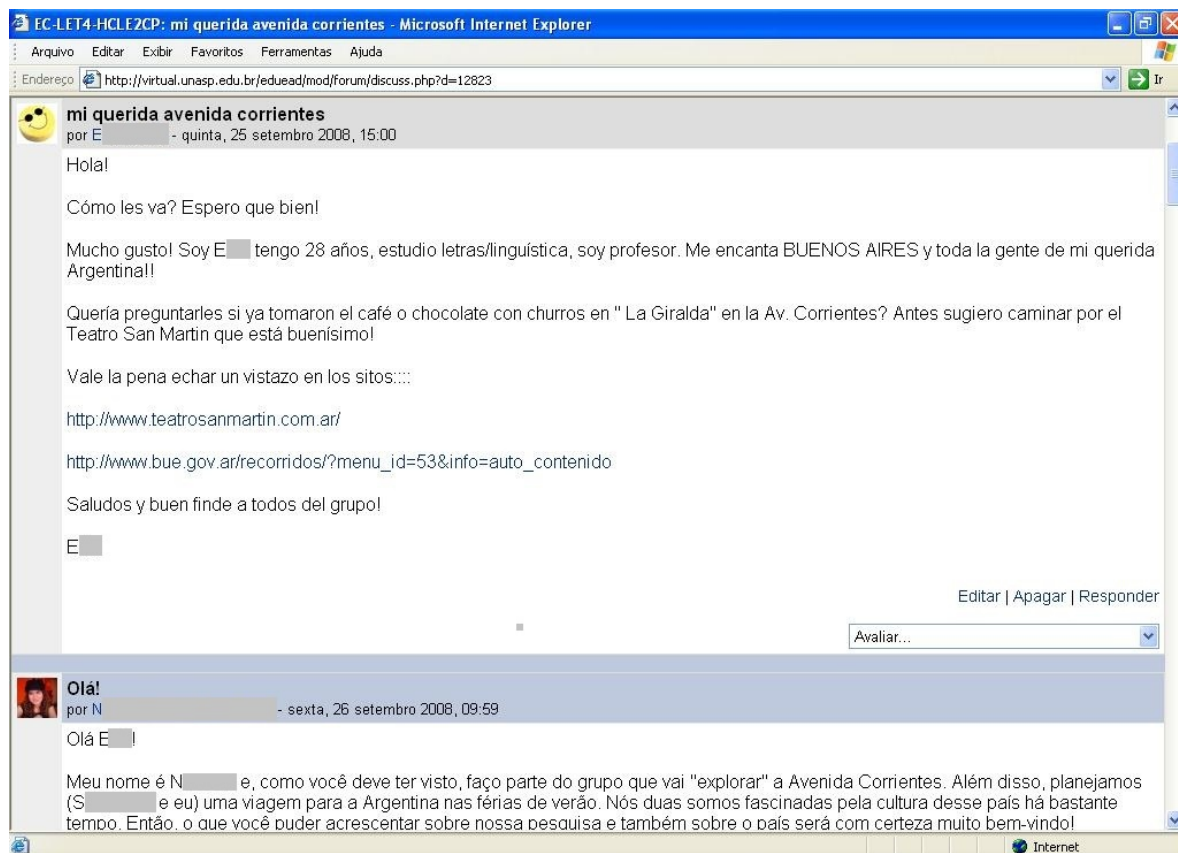 EC-LET4-HCLE2CP: mi querida avenida corrientes - Microsoft Internet Explorer
Arquivo Editar Exibir Favoritos Ferramentas Ajuda
Endereço http://virtual.unasp.edu.br/eduead/mod/forum/discuss.php?d=12823 Ir
mi querida avenida corrientes
por E - quinta, 25 setembro 2008, 15:00
Hola!
Cómo les va? Espero que bien!
Mucho gusto! Soy E tengo 28 años, estudio letras/linguística, soy profesor. Me encanta BUENOS AIRES y toda la gente de mi querida
Argentina!!
Quería preguntarles si ya tomaron el café o chocolate con churros en " La Giralda" en la Av. Corrientes? Antes sugiero caminar por el
Teatro San Martin que está buenísimo!
Vale la pena echar un vistazo en los sitos::::
http://www.teatrosanmartin.com.ar/
http://www.bue.gov.ar/recorridos/?menu_id=53&info=auto_contenido
Saludos y buen finde a todos del grupo!
E
Editar | Apagar | Responder
Avaliar...
Olá!
por N - sexta, 26 setembro 2008, 09:59
Olá E !
Meu nome é N e, como você deve ter visto, faço parte do grupo que vai "explorar" a Avenida Corrientes. Além disso, planejamos
(S e eu) uma viagem para a Argentina nas férias de verão. Nós duas somos fascinadas pela cultura desse país há bastante
tempo. Então, o que você puder acrescentar sobre nossa pesquisa e também sobre o país será com certeza muito bem-vindo!
Internet